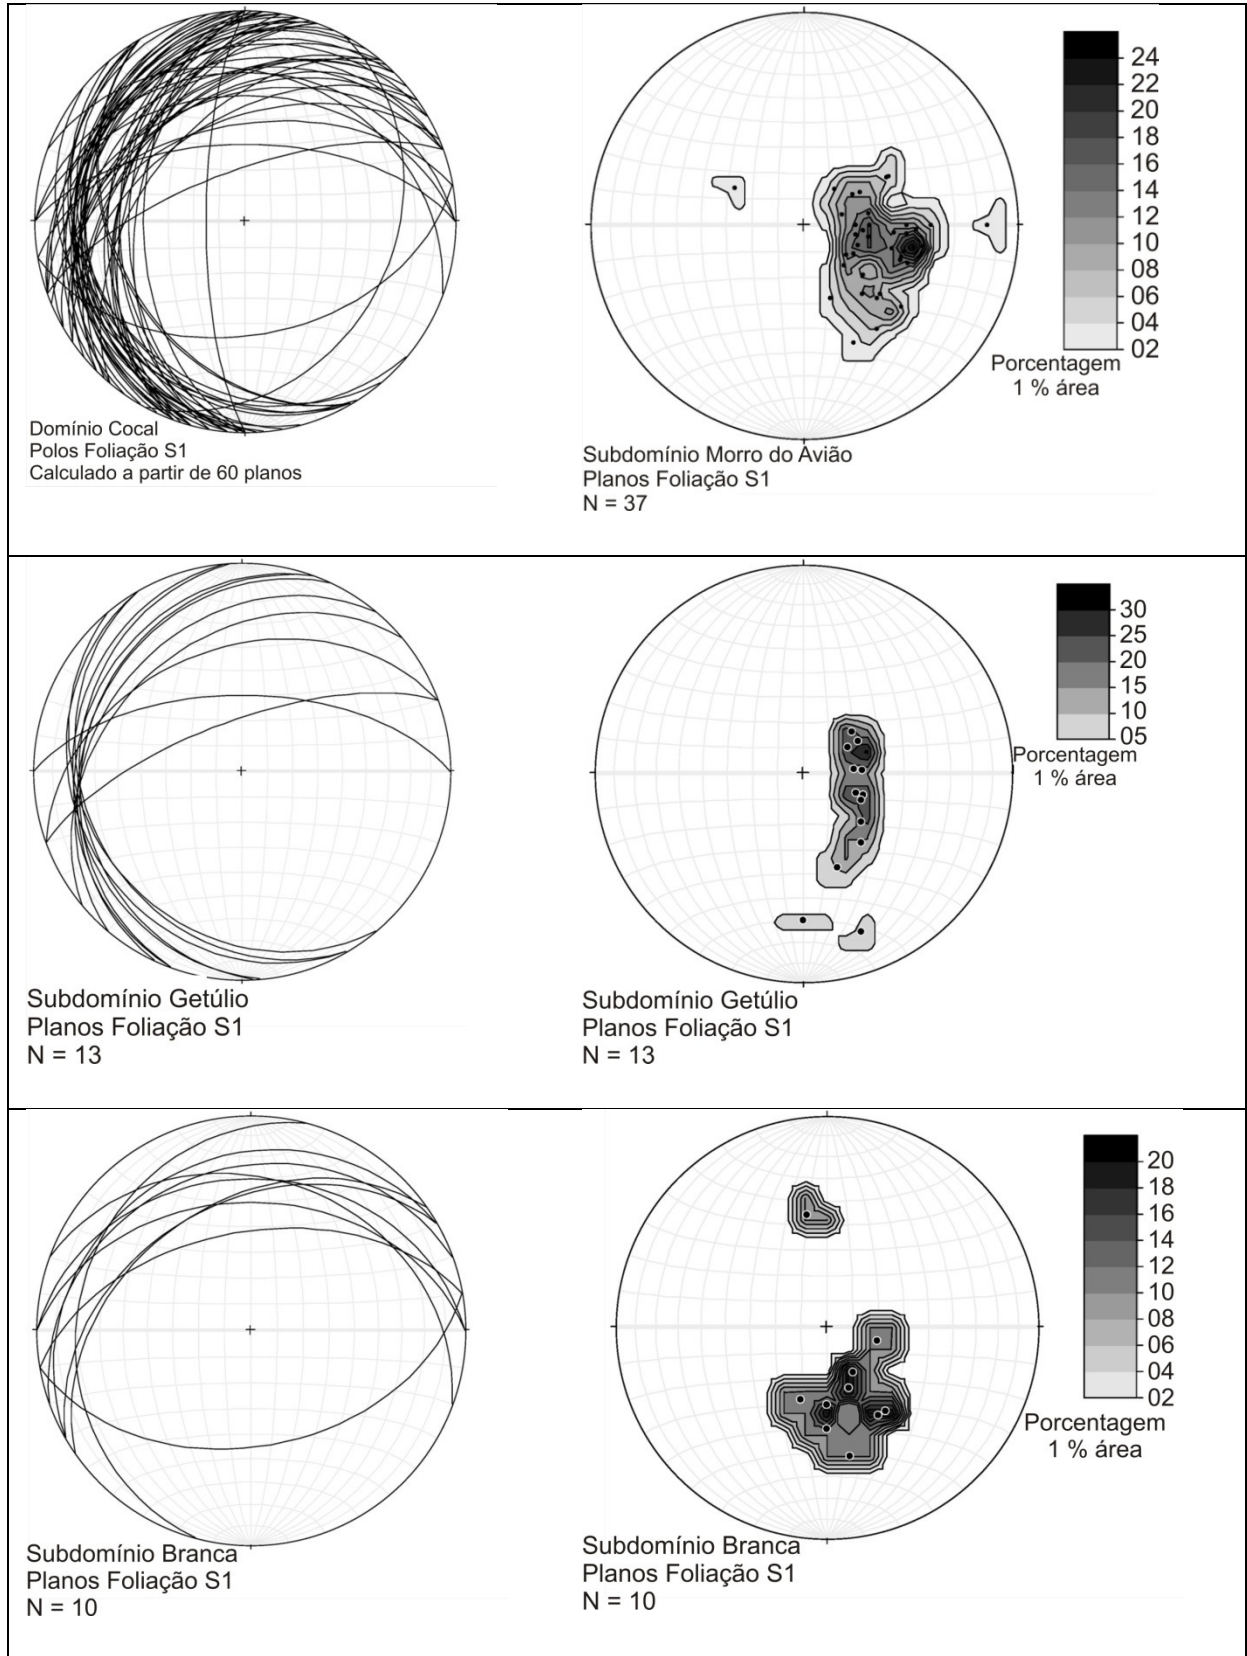 Domínio Cocal
Polos Foliação S1
Calculado a partir de 60 planos
24
22
20
18
16
14
12
10
08
06
04
02
Porcentagem
1 % área
Subdomínio Morro do Avião
Planos Foliação S1
N = 37
Subdomínio Getúlio
Planos Foliação S1
N = 13
30
25
20
15
10
05
Porcentagem
1 % área
Subdomínio Getúlio
Planos Foliação S1
N = 13
Subdomínio Branca
Planos Foliação S1
N = 10
20
18
16
14
12
10
08
06
04
02
Porcentagem
1 % área
Subdomínio Branca
Planos Foliação S1
N = 10